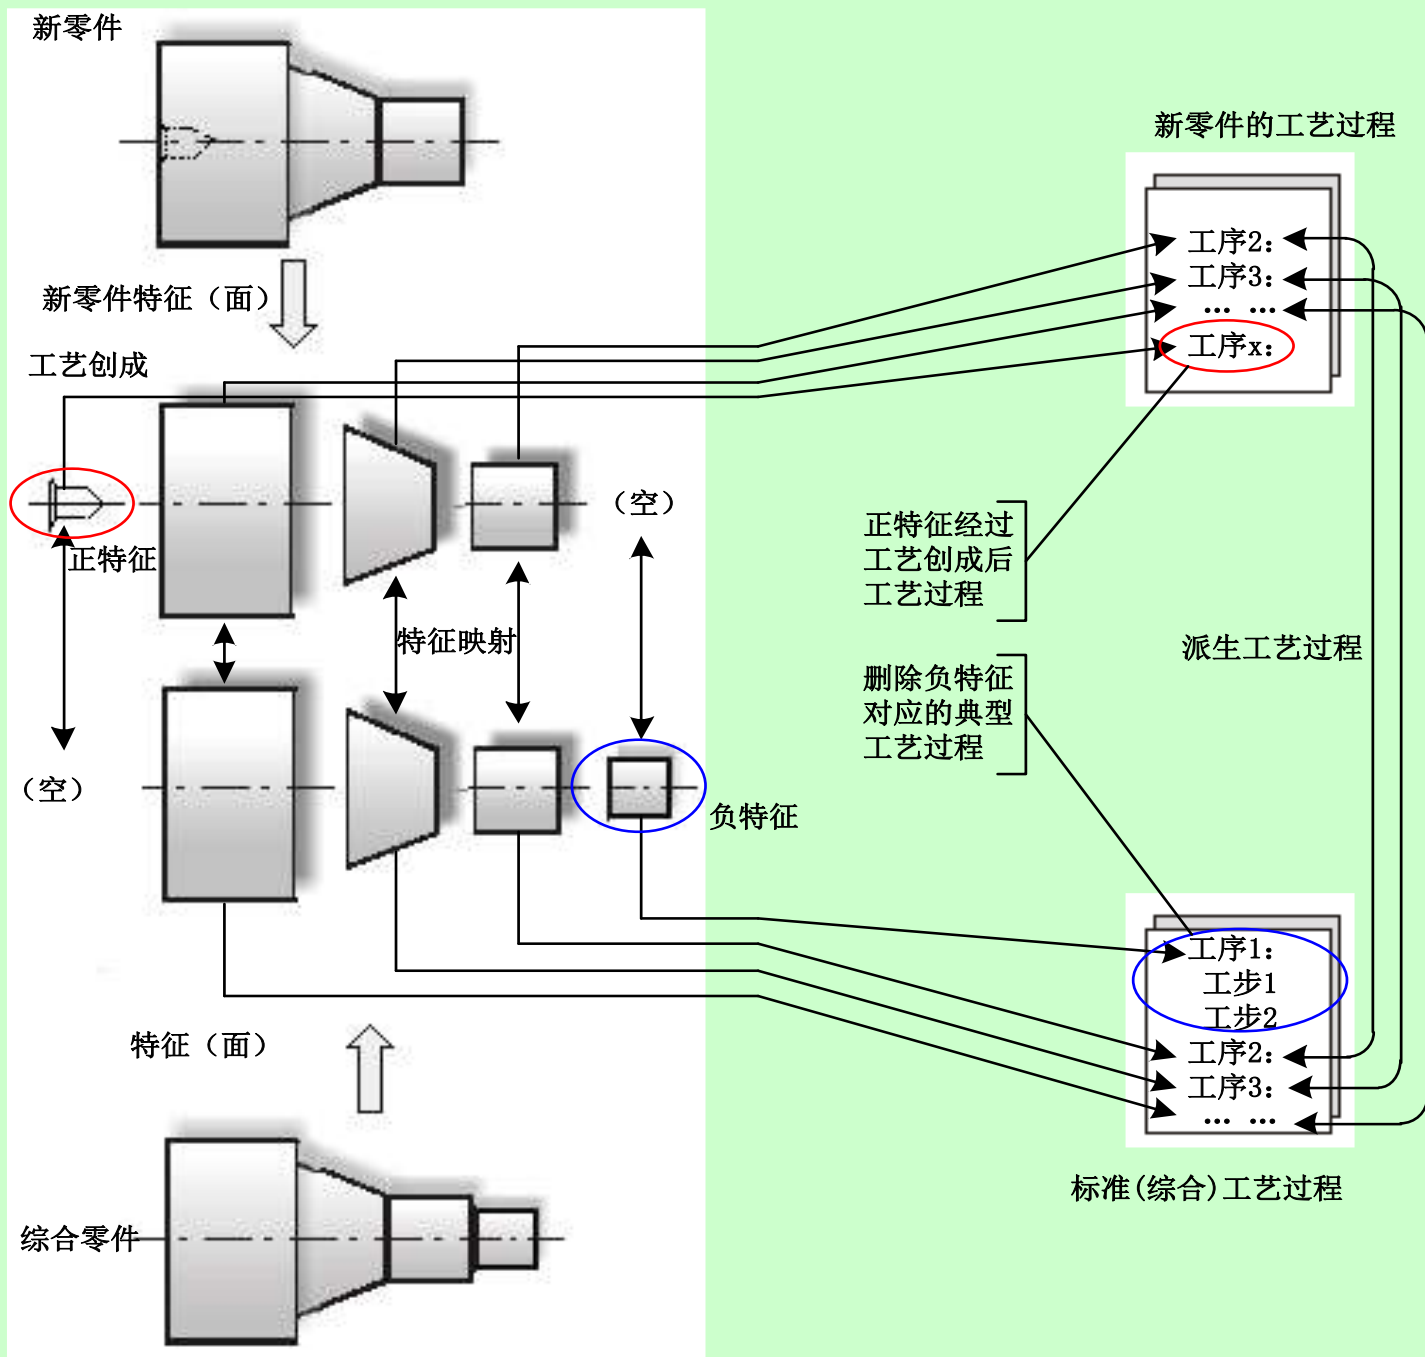 新零件
新零件的工艺过程
工序2：
工序3：
… …
工序x：
新零件特征（面）
工艺创成
（空）
正特征
正特征经过
工艺创成后
工艺过程
特征映射
派生工艺过程
删除负特征
对应的典型
工艺过程
（空）
负特征
工序1：
工步1
工步2
工序2：
工序3：
… …
特征（面）
标准(综合)工艺过程
综合零件